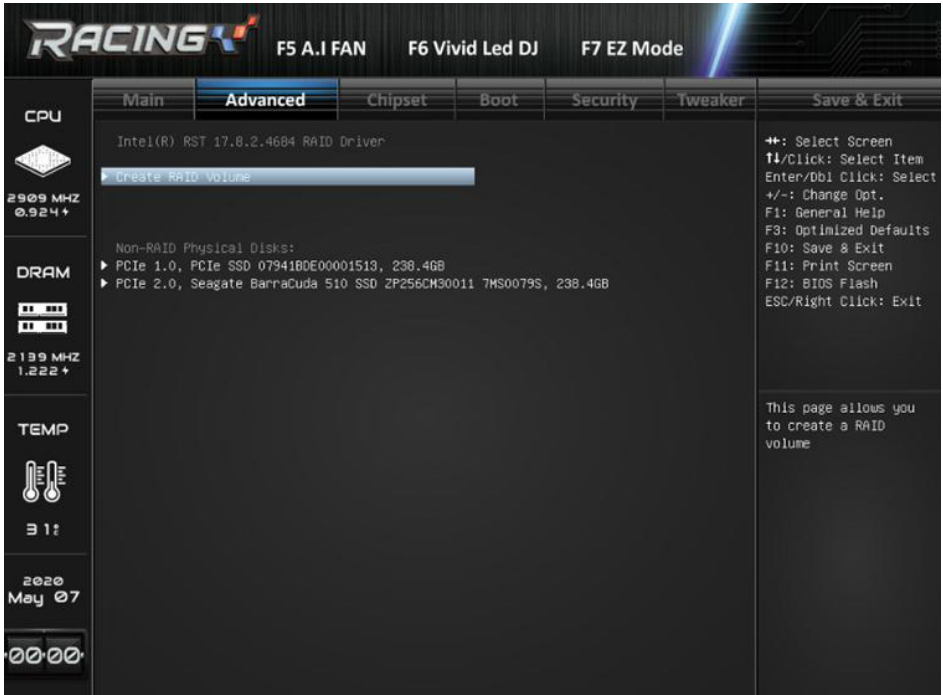 RACING
F5 A.I FAN F6 Vivid Led DJ F7 EZ Mode
Main Advanced Chipset Boot Security Tweaker Save & Exit
CPU
2909 MHZ
0.924
DRAM
2139 MHZ
1.222
TEMP
31
2020
May 07
00:00
Intel(R) RST 17.8.2.4684 RAID Driver
Create RAID Volume
Non-RAID Physical Disks:
PCIe 1.0, PCIe SSD 07941BDE00001513, 238.4GB
PCIe 2.0, Seagate BarraCuda 510 SSD ZP256CM30011 7MS0079S, 238.4GB
→←: Select Screen
↑↓/Click: Select Item
Enter/Dbl Click: Select
+/-: Change Opt.
F1: General Help
F3: Optimized Defaults
F10: Save & Exit
F11: Print Screen
F12: BIOS Flash
ESC/Right Click: Exit
This page allows you
to create a RAID
volume